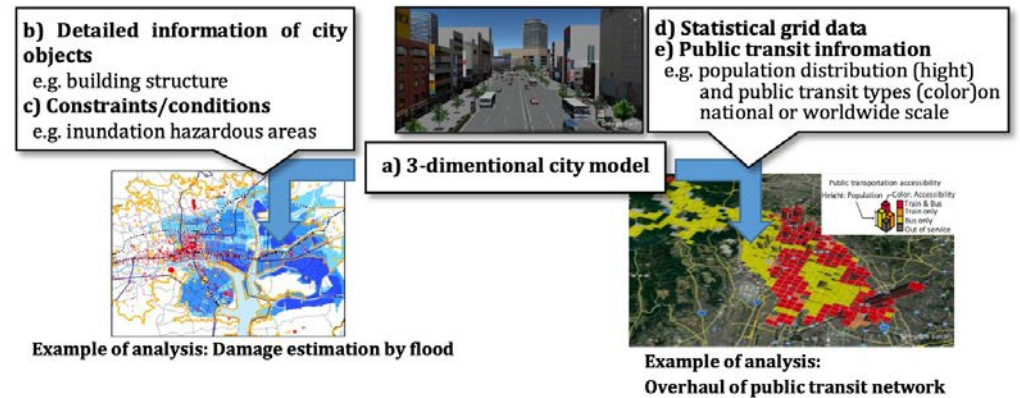 b) Detailed information of city
objects
e.g. building structure
c) Constraints/conditions
e.g. inundation hazardous areas
d) Statistical grid data
e) Public transit infromation
e.g. population distribution (hight)
and public transit types (color)on
national or worldwide scale
a) 3-dimentional city model
Public transportation accessibility
Color: Accessibility
Train & Bus
Train only
Bus only
Out of service
Example of analysis: Damage estimation by flood
Example of analysis:
Overhaul of public transit network